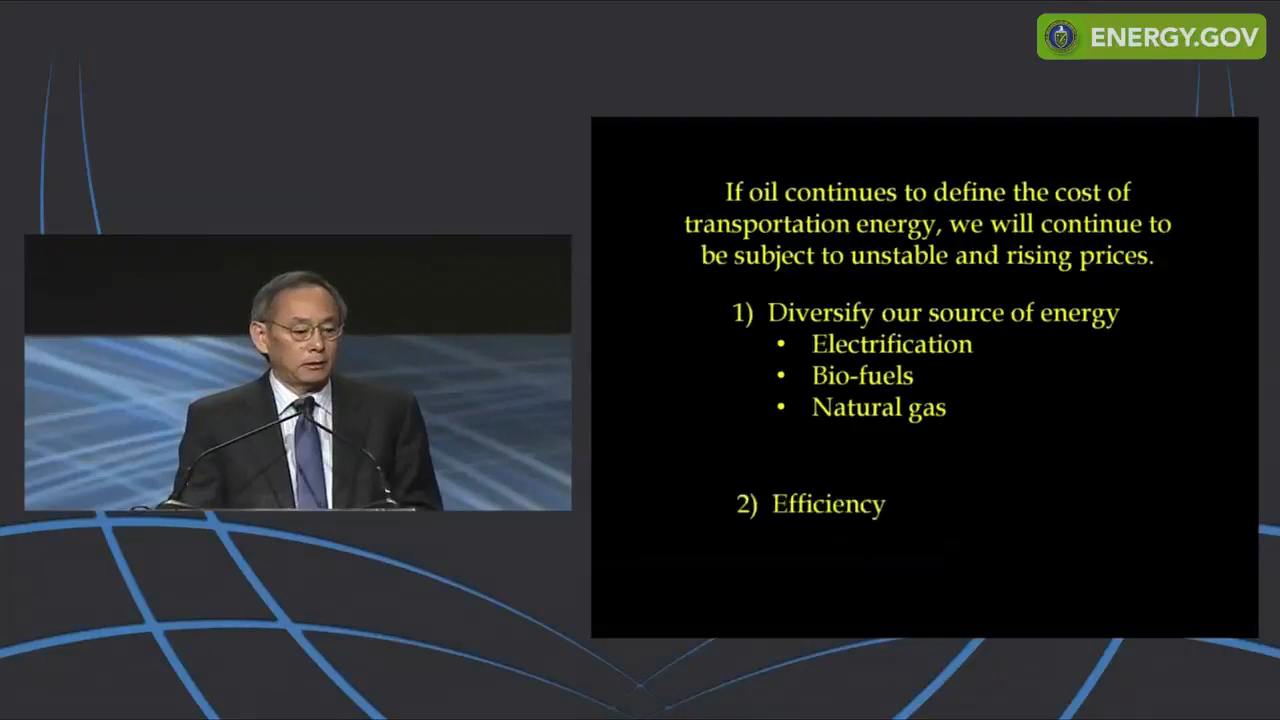 ENERGY.GOV
If oil continues to define the cost of
transportation energy, we will continue to
be subject to unstable and rising prices.
1) Diversify our source of energy
• Electrification
• Bio-fuels
• Natural gas
2) Efficiency